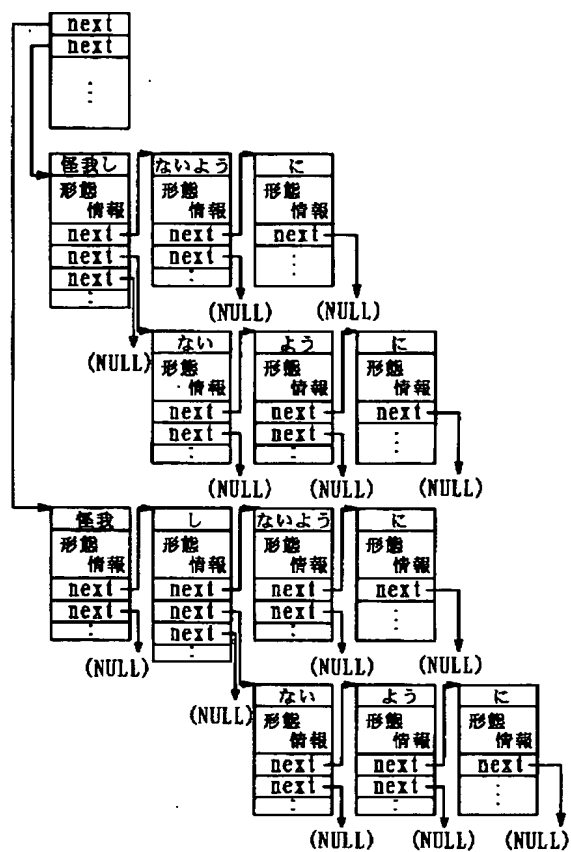 next
next
⋮
怪我し ないよう に
形態 形態 形態
情報 情報 情報
next next next
next next ⋮
next ⋮
⋮
(NULL) (NULL)
(NULL)
ない よう に
形態 形態 形態
情報 情報 情報
next next next
next next ⋮
⋮ ⋮
(NULL) (NULL) (NULL)
怪我 し ないよう に
形態 形態 形態 形態
情報 情報 情報 情報
next next next next
next next next ⋮
⋮ next ⋮
⋮
(NULL) (NULL) (NULL)
(NULL)
ない よう に
形態 形態 形態
情報 情報 情報
next next next
next next ⋮
⋮ ⋮
(NULL) (NULL) (NULL)